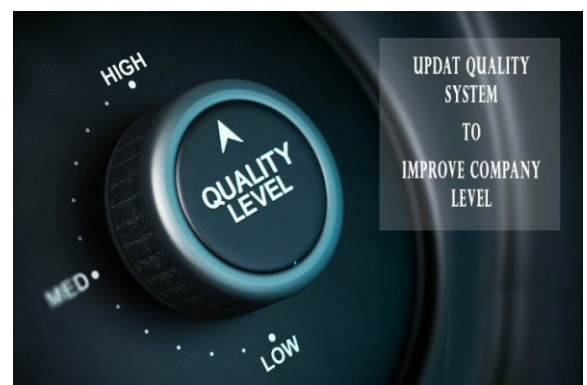 HIGH
QUALITY
LEVEL
MED
LOW
UPDAT QUALITY
SYSTEM
TO
IMPROVE COMPANY
LEVEL